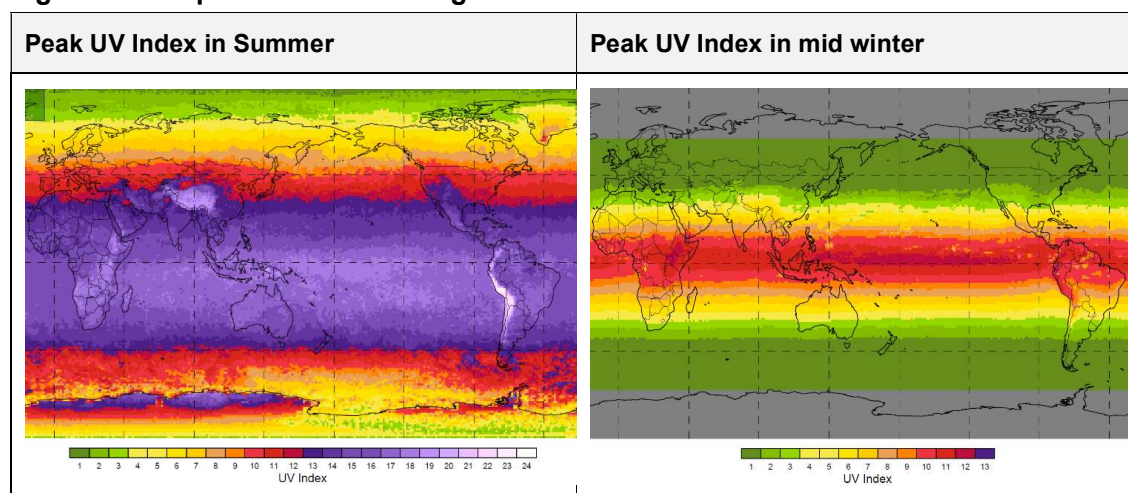 Peak UV Index in Summer
Peak UV Index in mid winter
1 2 3 4 5 6 7 8 9 10 11 12 13 14 15 16 17 18 19 20 21 22 23 24
UV Index
1 2 3 4 5 6 7 8 9 10 11 12 13
UV Index